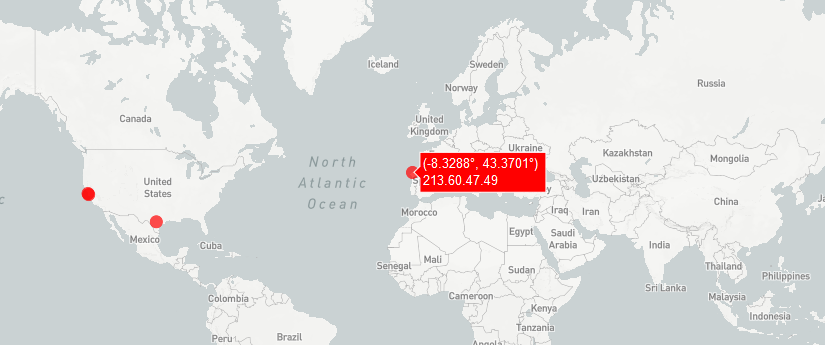 Iceland
Sweden
Norway
Russia
Canada
United
Kingdom
Ukraine
Kazakhstan
North
Atlantic
Ocean
(-8.3288°, 43.3701°)
213.60.47.49
Mongolia
United
States
Uzbekistan
China
Morocco
Iraq
Iran
Mexico
Cuba
Egypt
Saudi
Arabia
India
Senegal
Mali
Sudan
Thailand
Philippines
Sri Lanka
Colombia
Cameroon
Malaysia
Kenya
Indonesia
Peru
Brazil
Tanzania
Angola